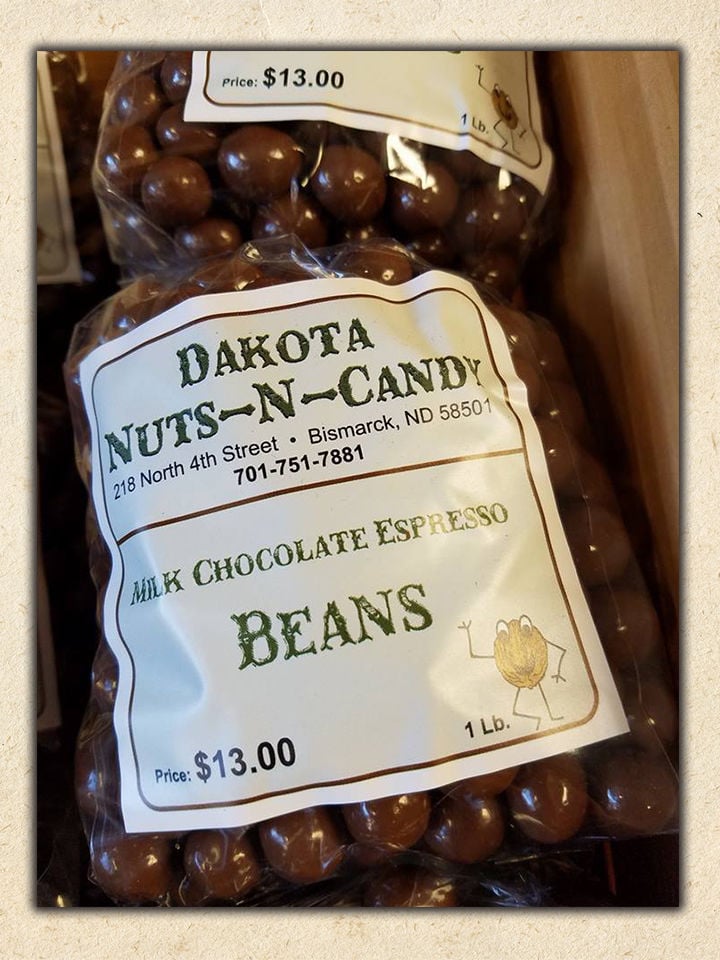 Price: $13.00
1 Lb.
DAKOTA
NUTS-N-CANDY
218 North 4th Street • Bismarck, ND 58501
701-751-7881
MILK CHOCOLATE ESPRESSO
BEANS
1 Lb.
Price: $13.00